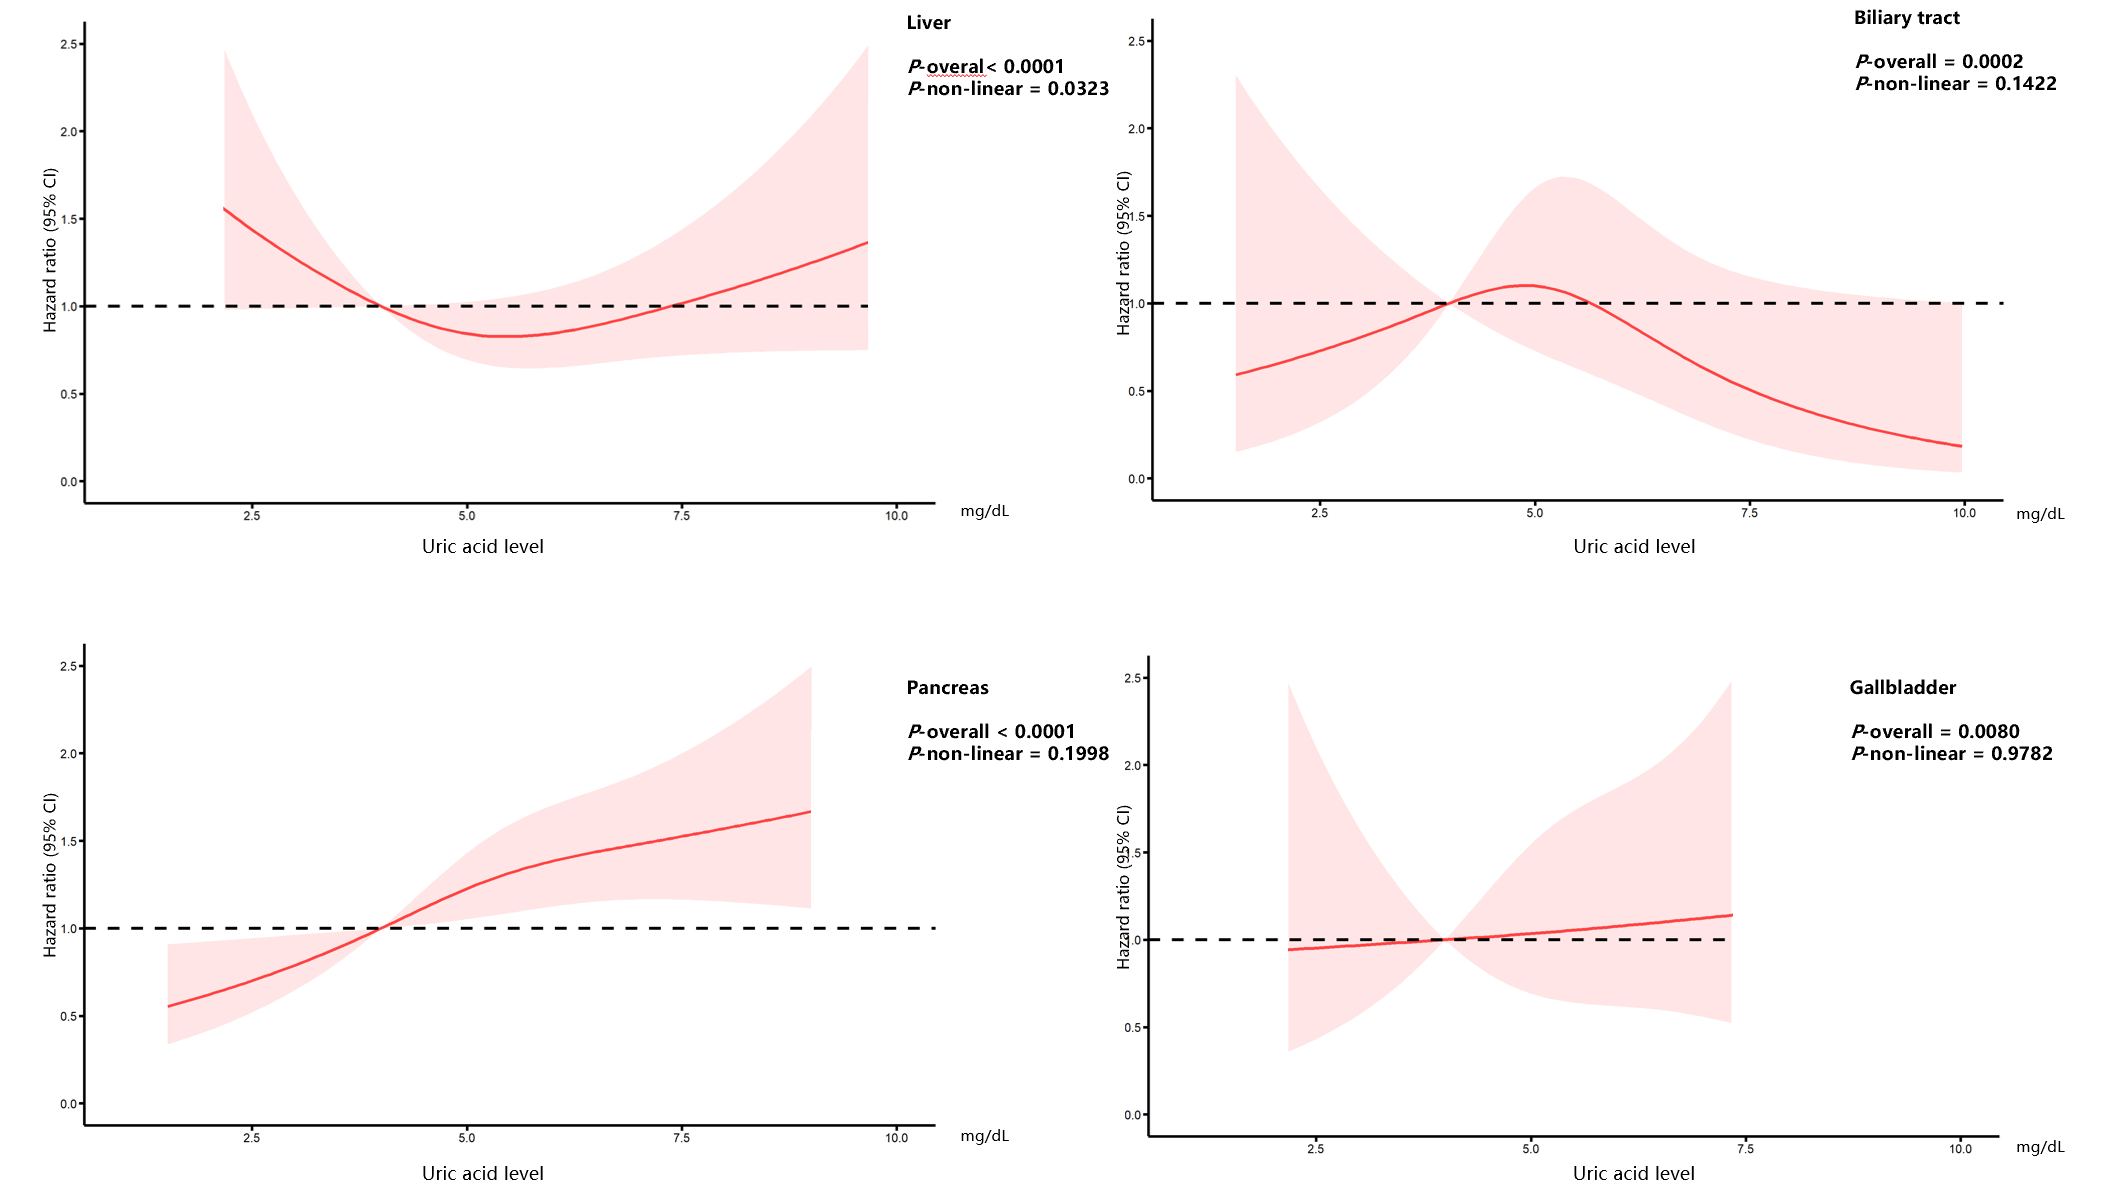 Liver
P-overal< 0.0001
P-non-linear = 0.0323
Hazard ratio (95% CI)
2.5
2.0
1.5
1.0
0.5
0.0
2.5 5.0 7.5 10.0 mg/dL
Uric acid level
Biliary tract
P-overall = 0.0002
P-non-linear = 0.1422
Hazard ratio (95% CI)
2.5
2.0
1.5
1.0
0.5
0.0
2.5 5.0 7.5 10.0 mg/dL
Uric acid level
Pancreas
P-overall < 0.0001
P-non-linear = 0.1998
Hazard ratio (95% CI)
2.5
2.0
1.5
1.0
0.5
0.0
2.5 5.0 7.5 10.0 mg/dL
Uric acid level
Gallbladder
P-overall = 0.0080
P-non-linear = 0.9782
Hazard ratio (95% CI)
2.5
2.0
1.5
1.0
0.5
0.0
2.5 5.0 7.5 10.0 mg/dL
Uric acid level